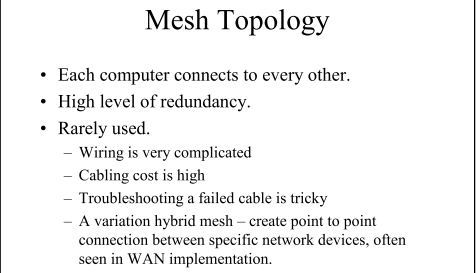 Mesh Topology
• Each computer connects to every other.
• High level of redundancy.
• Rarely used.
– Wiring is very complicated
– Cabling cost is high
– Troubleshooting a failed cable is tricky
– A variation hybrid mesh – create point to point
connection between specific network devices, often
seen in WAN implementation.